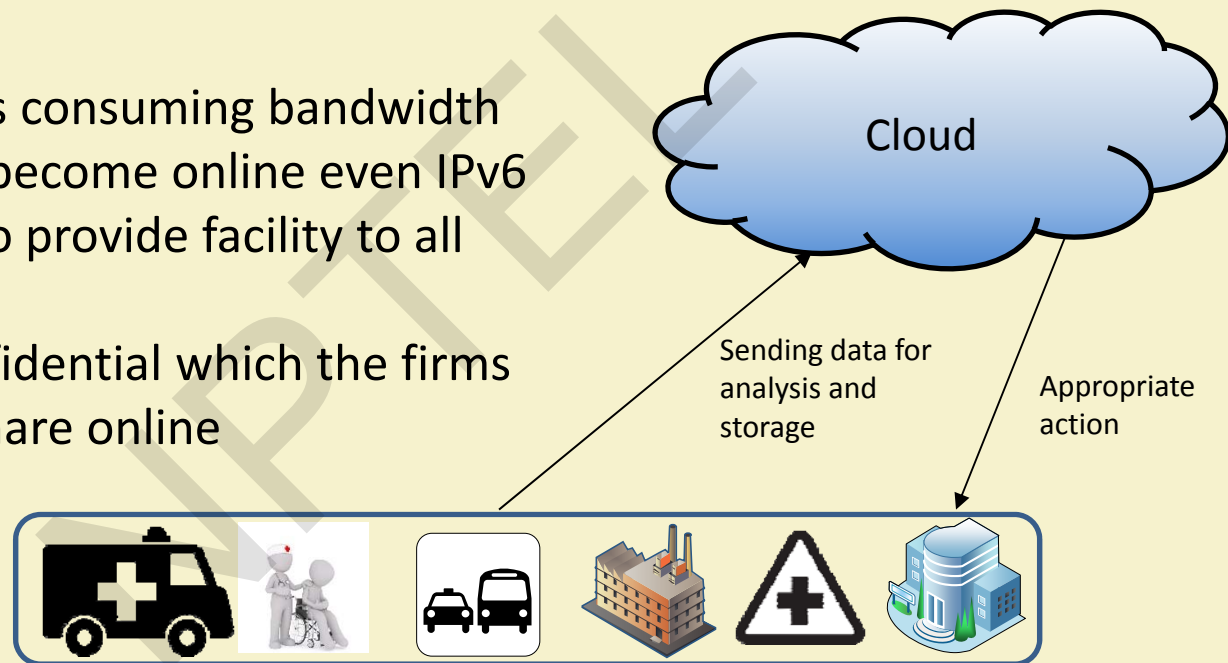 s consuming bandwidth
become online even IPv6
o provide facility to all
fidential which the firms
are online
Cloud
Sending data for
analysis and
storage
Appropriate
action
NPTEL